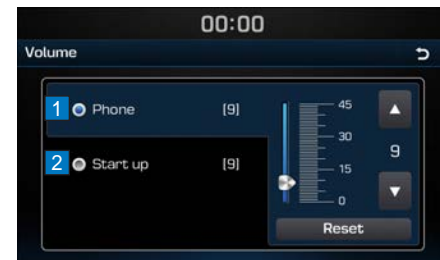 00:00
Volume
1 Phone [9]
2 Start up [9]
45
30
15
0
▲
9
▼
Reset